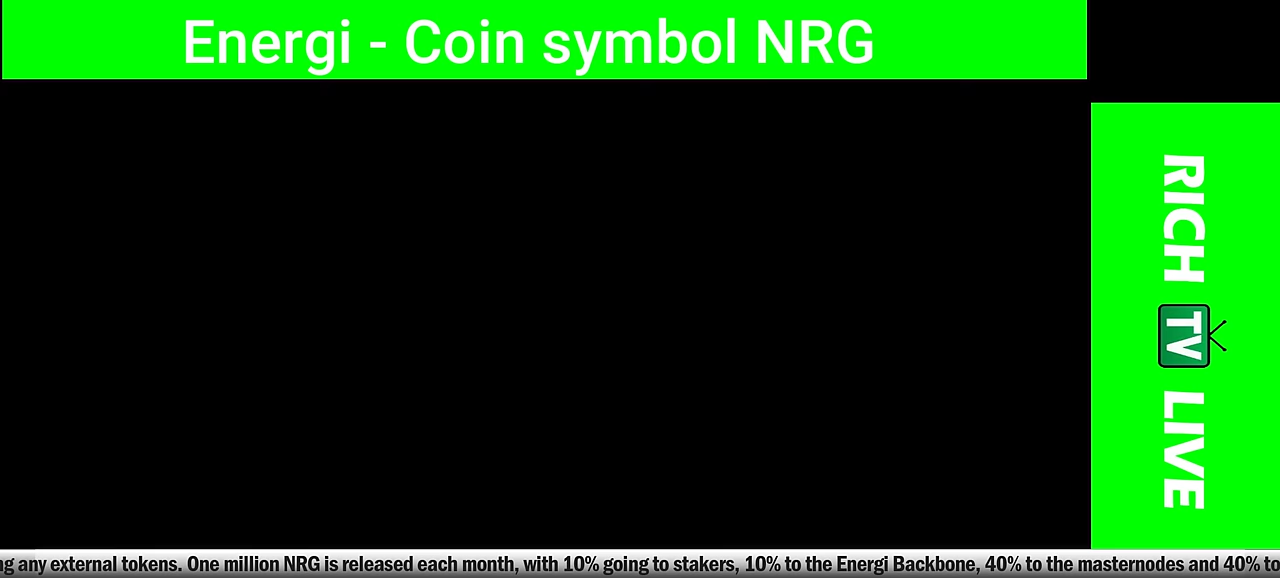 Energi - Coin symbol NRG
RICH TV LIVE
any external tokens. One million NRG is released each month, with 10% going to stakers, 10% to the Energi Backbone, 40% to the masternodes and 40% to